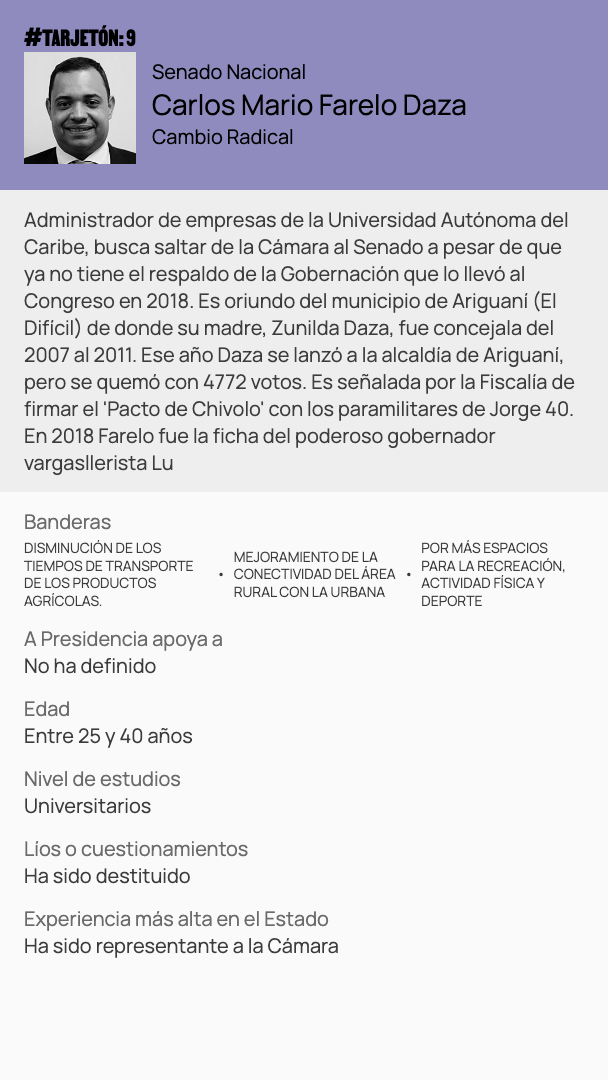 #TARJETÓN: 9
Senado Nacional
Carlos Mario Farelo Daza
Cambio Radical
Administrador de empresas de la Universidad Autónoma del
Caribe, busca saltar de la Cámara al Senado a pesar de que
ya no tiene el respaldo de la Gobernación que lo llevó al
Congreso en 2018. Es oriundo del municipio de Ariguaní (El
Difícil) de donde su madre, Zunilda Daza, fue concejala del
2007 al 2011. Ese año Daza se lanzó a la alcaldía de Ariguaní,
pero se quemó con 4772 votos. Es señalada por la Fiscalía de
firmar el 'Pacto de Chivolo' con los paramilitares de Jorge 40.
En 2018 Farelo fue la ficha del poderoso gobernador
vargasllerista Lu
Banderas
DISMINUCIÓN DE LOS
TIEMPOS DE TRANSPORTE
DE LOS PRODUCTOS
AGRÍCOLAS.
• MEJORAMIENTO DE LA
CONECTIVIDAD DEL ÁREA
RURAL CON LA URBANA
• POR MÁS ESPACIOS
PARA LA RECREACIÓN,
ACTIVIDAD FÍSICA Y
DEPORTE
A Presidencia apoya a
No ha definido
Edad
Entre 25 y 40 años
Nivel de estudios
Universitarios
Líos o cuestionamientos
Ha sido destituido
Experiencia más alta en el Estado
Ha sido representante a la Cámara